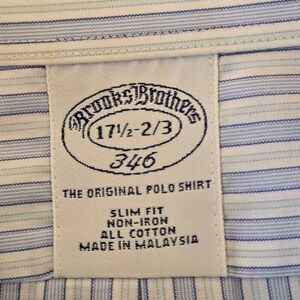 Brooks Brothers
17½-2/3
346
THE ORIGINAL POLO SHIRT
SLIM FIT
NON-IRON
ALL COTTON
MADE IN MALAYSIA